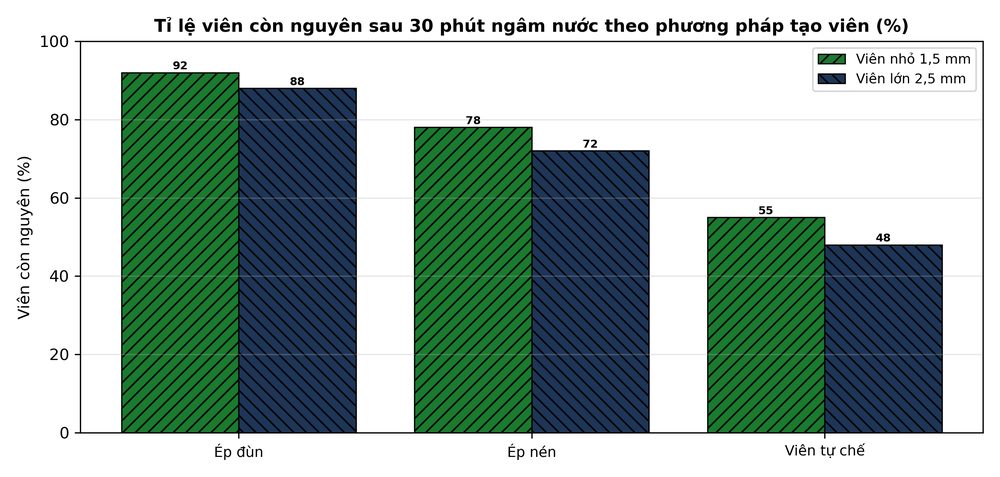 Tỉ lệ viên còn nguyên sau 30 phút ngâm nước theo phương pháp tạo viên (%)
Viên còn nguyên (%)
100
80
60
40
20
0
92
88
78
72
55
48
Viên nhỏ 1,5 mm
Viên lớn 2,5 mm
Ép đùn
Ép nén
Viên tự chế